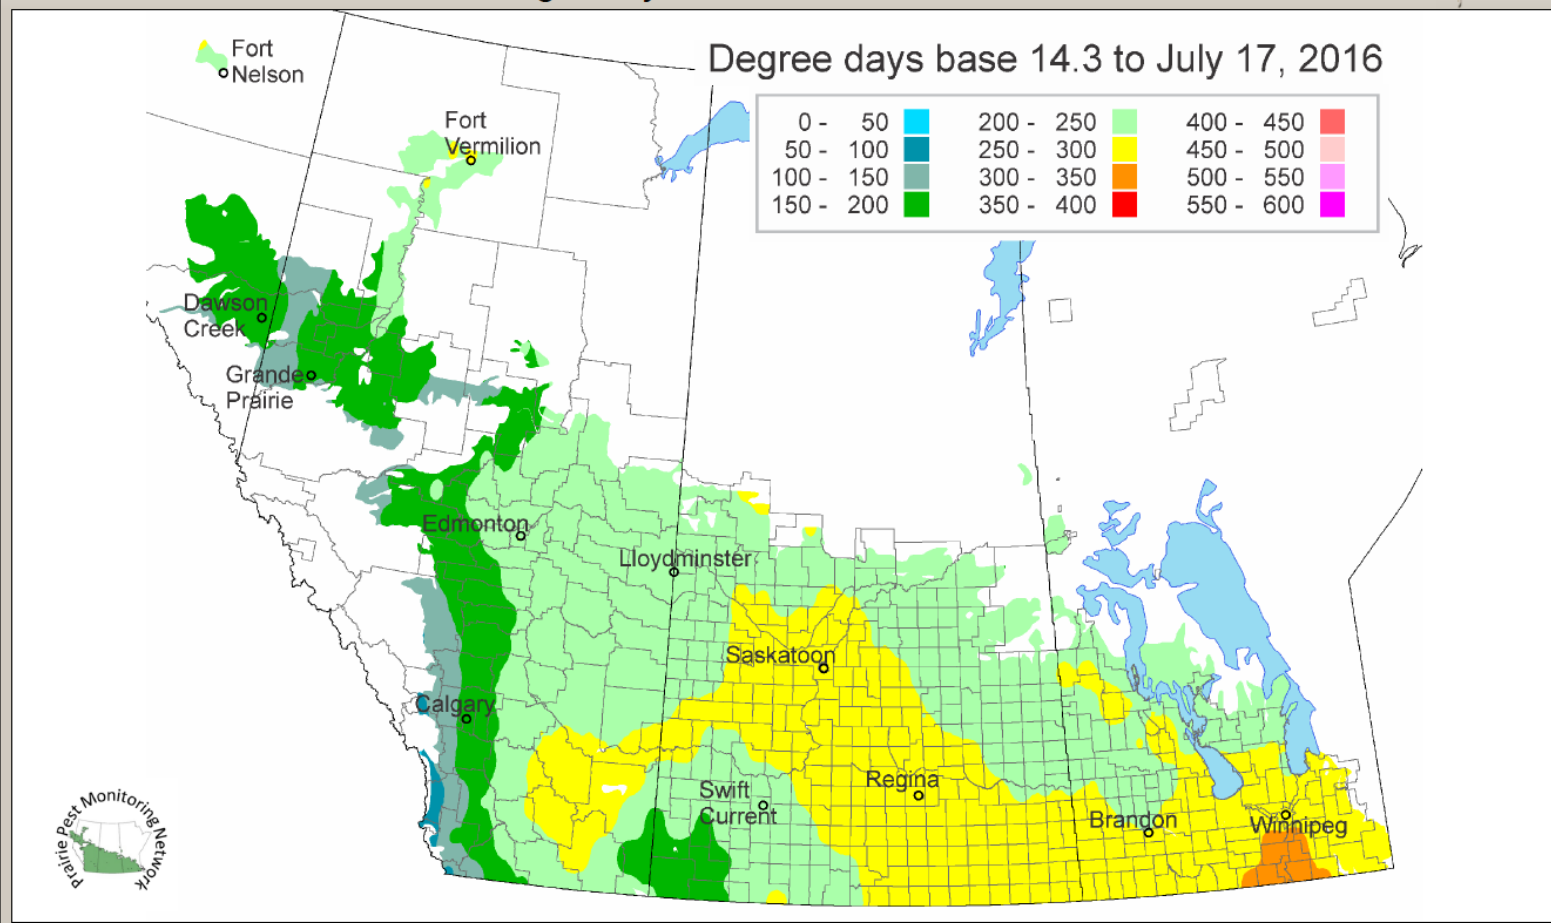 Degree days base 14.3 to July 17, 2016
0 - 50
50 - 100
100 - 150
150 - 200
200 - 250
250 - 300
300 - 350
350 - 400
400 - 450
450 - 500
500 - 550
550 - 600
Fort
Nelson
Fort
Vermilion
Dawson
Creek
Grande
Prairie
Edmonton
Lloydminster
Saskatoon
Calgary
Swift
Current
Regina
Brandon
Winnipeg
Prairie Pest Monitoring Network